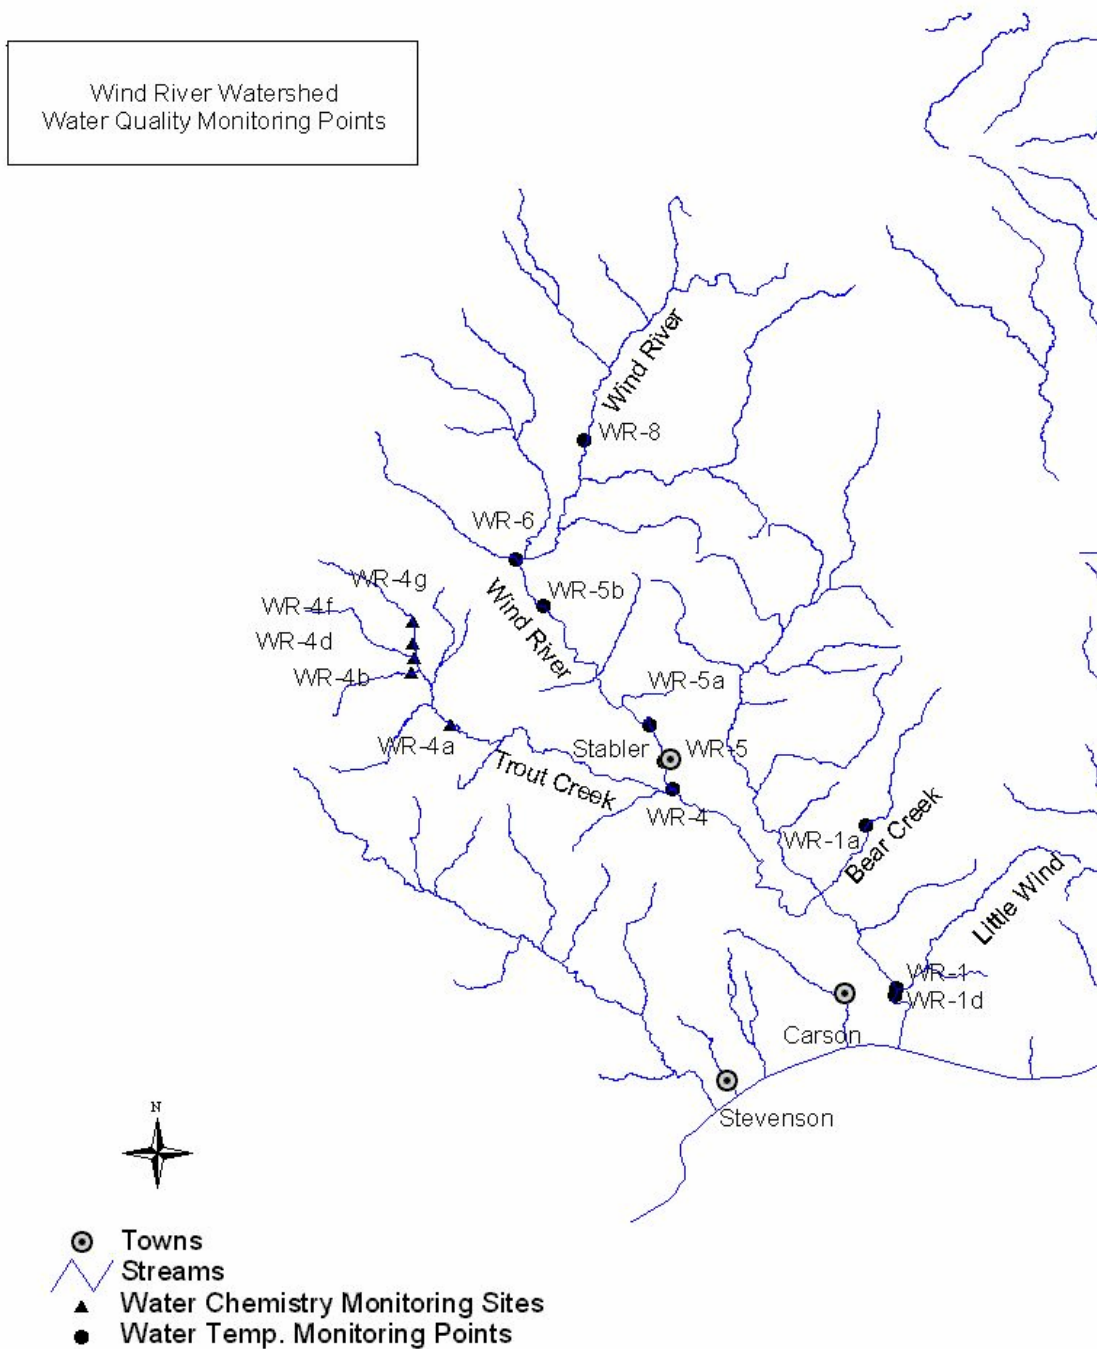 Wind River Watershed
Water Quality Monitoring Points
Wind River
WR-8
WR-6
WR-4g
WR-5b
WR-4f
Wind River
WR-4d
WR-4b
WR-5a
WR-4a
Stabler
WR-5
Trout Creek
WR-4
WR-1a
Bear Creek
Little Wind
WR-1
WR-1d
Carson
Stevenson
N
Towns
Streams
Water Chemistry Monitoring Sites
Water Temp. Monitoring Points